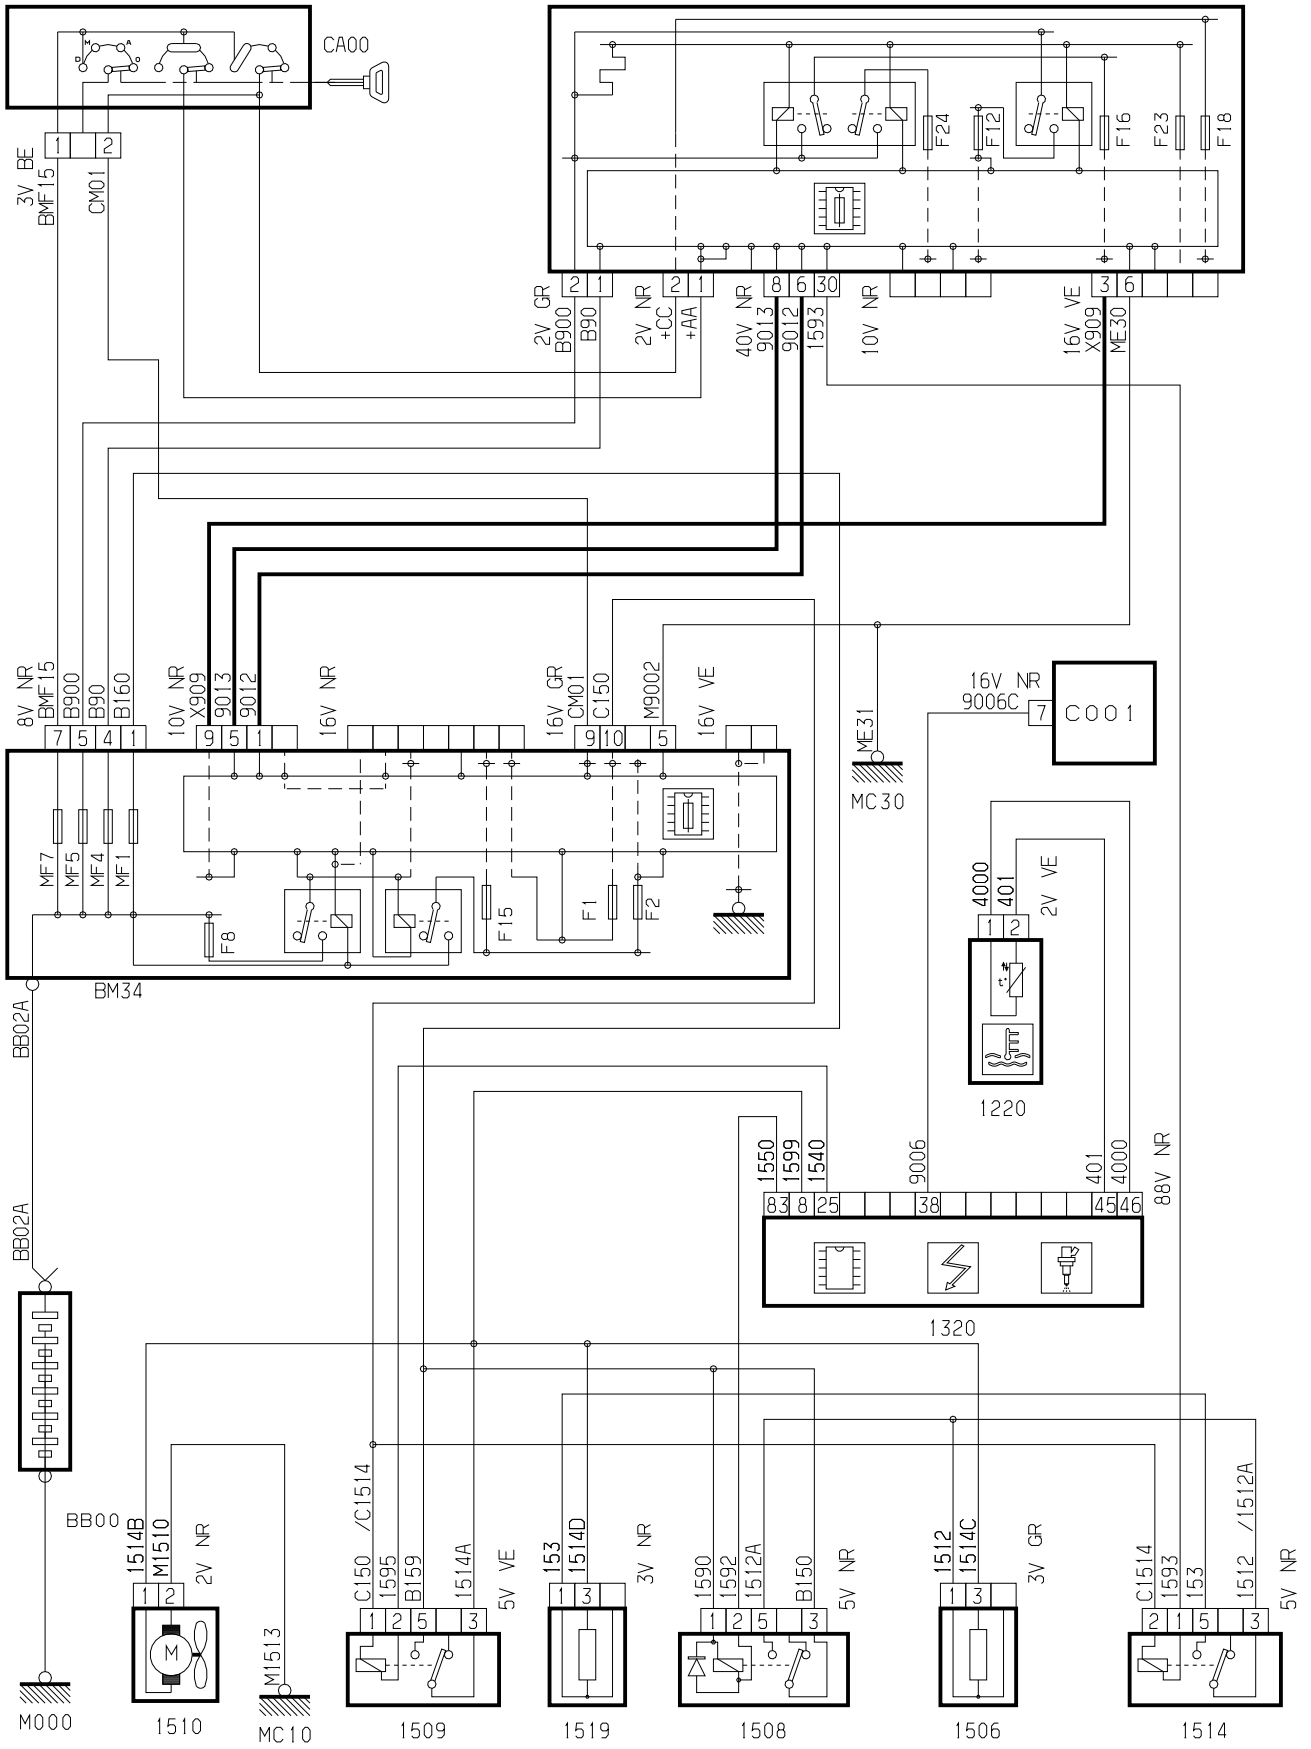 CA00
M A
D O
1 2
3V BE
BMF15
CM01
F24
F12
F16
F23
F18
2 1 2 1 8 6 30 3 6
2V GR
B900
B90
2V NR
+CC
+AA
40V NR
9013
9012
1593
10V NR
16V VE
X909
ME30
8V NR
BMF15
B900
B90
B160
10V NR
X909
9013
9012
16V NR
16V GR
CM01
C150
M9002
16V VE
7 5 4 1 9 5 1 9 10 5
ME31
MC30
16V NR
9006C
7
C001
MF7
MF5
MF4
MF1
F8
F15
F1
F2
BM34
BB02A
4000
401
2V VE
1 2
t°
1220
1550
1599
1540
9006
401
4000
88V NR
83 8 25 38 45 46
1320
BB02A
BB00
1514B
M1510
2V NR
1 2
M
1510
M1513
MC10
M000
C150 /C1514
1595
B159
1514A
5V VE
1 2 5 3
1509
153
1514D
3V NR
1 3
1519
1590
1592
1512A
B150
5V NR
1 2 5 3
1508
1512
1514C
3V GR
1 3
1506
C1514
1593
153
1512 /1512A
5V NR
2 1 5 3
1514